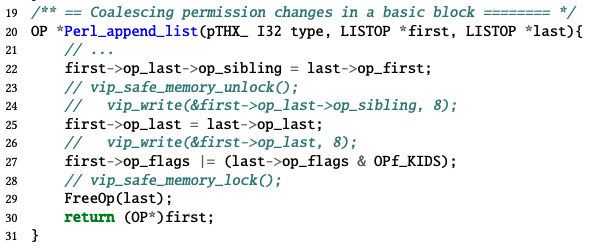 19 /** == Coalescing permission changes in a basic block ======== */
20 OP *Perl_append_list(pTHX_ I32 type, LISTOP *first, LISTOP *last){
21 // ...
22 first->op_last->op_sibling = last->op_first;
23 // vip_safe_memory_unlock();
24 // vip_write(&first->op_last->op_sibling, 8);
25 first->op_last = last->op_last;
26 // vip_write(&first->op_last, 8);
27 first->op_flags |= (last->op_flags & OPf_KIDS);
28 // vip_safe_memory_lock();
29 FreeOp(last);
30 return (OP*)first;
31 }